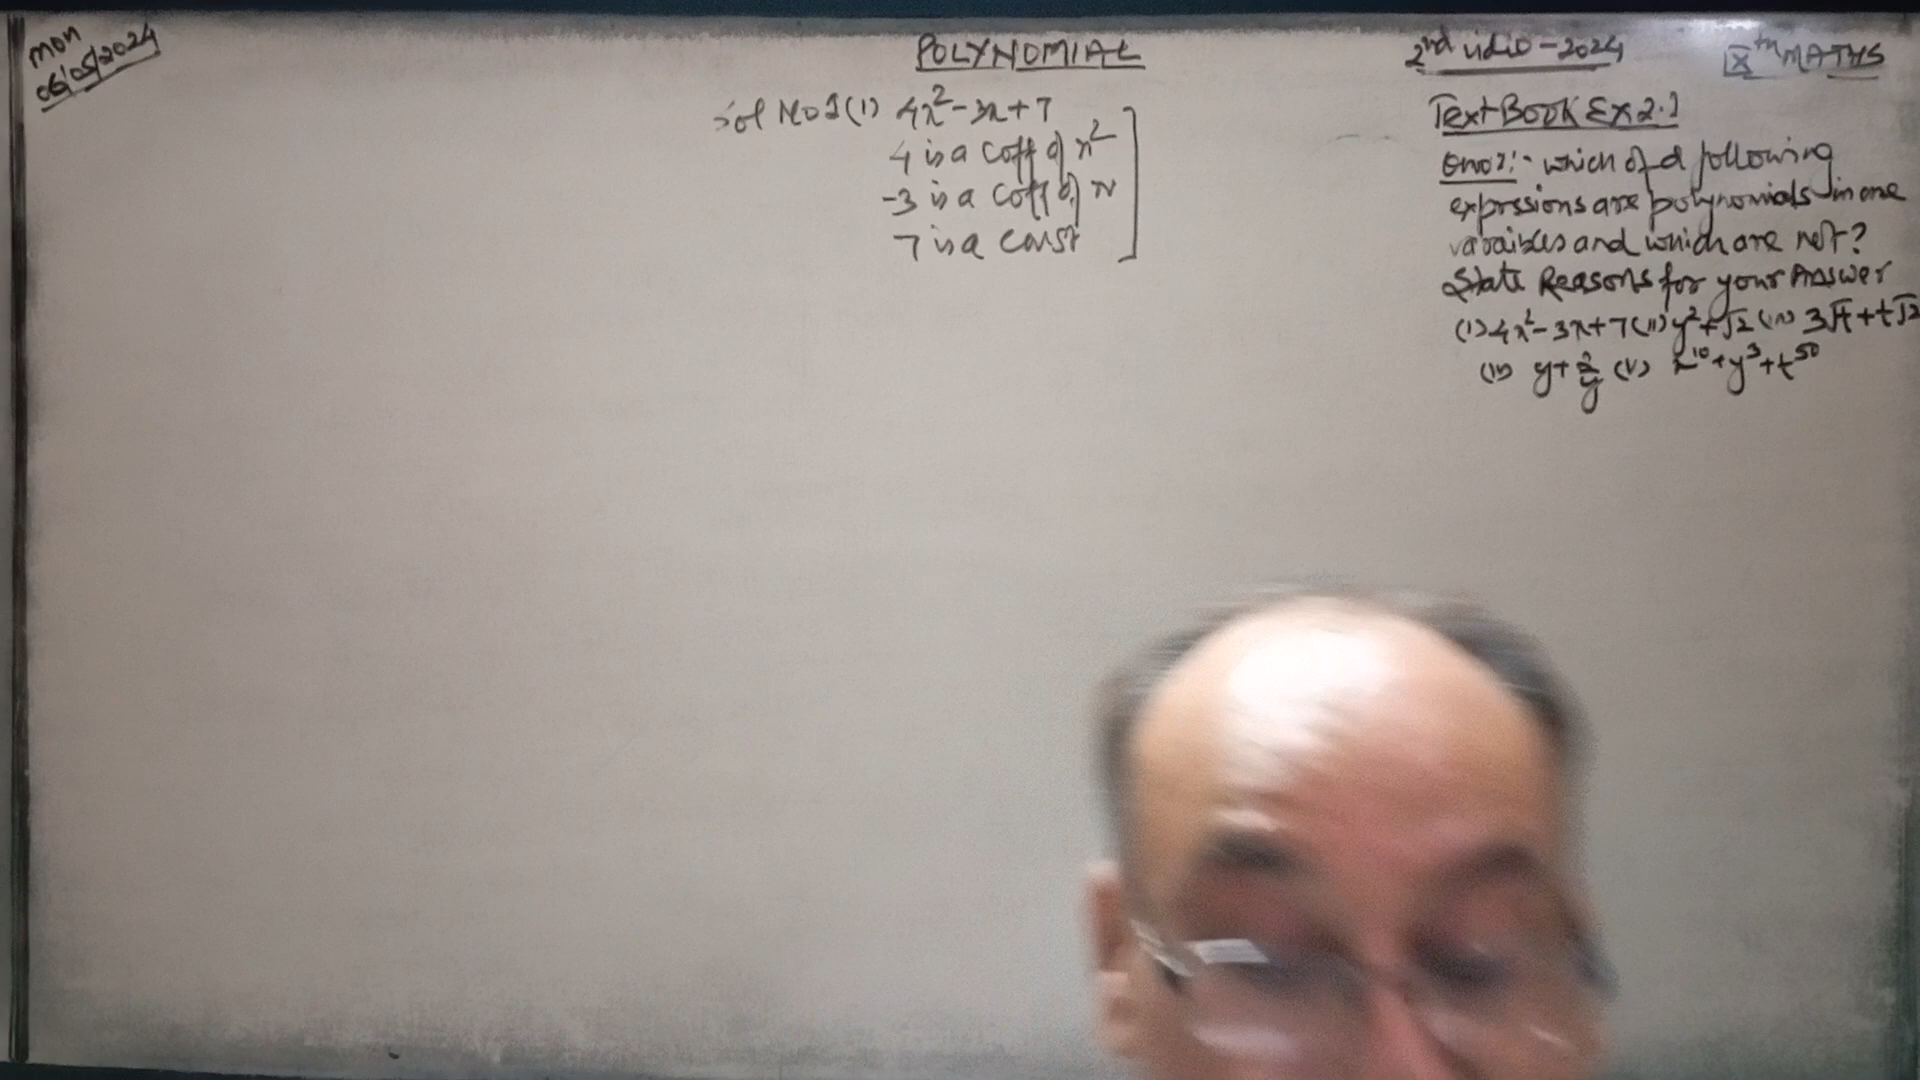 mon
06/05/2024
POLYNOMIAL
2nd vidio-2024
IXth MATHS
Sol No 1(i) 4x²-3x+7
4 is a coff of x²
-3 is a coff of x
7 is a const
Text Book Ex 2.1
which of d following
exprssions are polynomials in one
and which are not?
State Reasons for your Answer
(i) 4x²-3x+7 (ii) y²+√2 (iii) 3√t+t√2
(iv) y+2/y (v) x¹⁰+y³+t⁵⁰